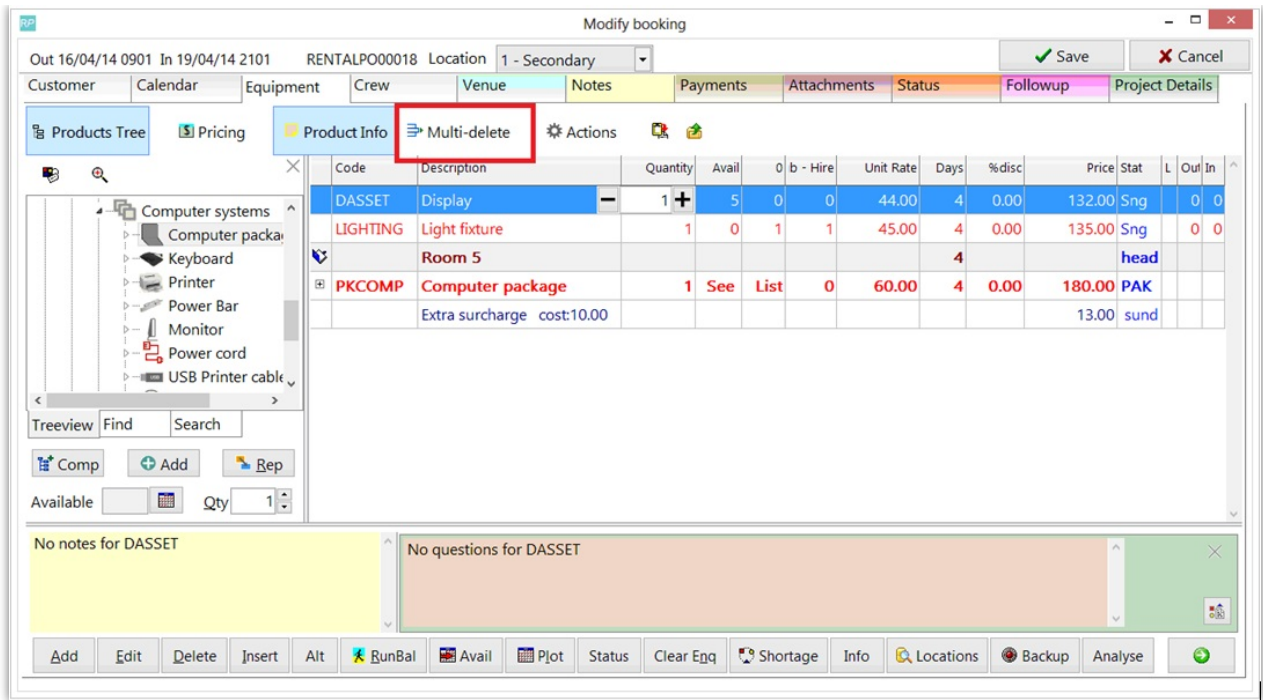 RP Modify booking
Out 16/04/14 0901 In 19/04/14 2101 RENTALPO00018 Location 1 - Secondary Save Cancel
Customer Calendar Equipment Crew Venue Notes Payments Attachments Status Followup Project Details
Products Tree Pricing Product Info Multi-delete Actions
Code Description Quantity Avail 0 b - Hire Unit Rate Days %disc Price Stat L Out In
DASSET Display 1 5 0 0 44.00 4 0.00 132.00 Sng 0 0
LIGHTING Light fixture 1 0 1 1 45.00 4 0.00 135.00 Sng 0 0
Room 5 4 head
PKCOMP Computer package 1 See List 0 60.00 4 0.00 180.00 PAK
Extra surcharge cost:10.00 13.00 sund
Computer systems
Computer packa
Keyboard
Printer
Power Bar
Monitor
Power cord
USB Printer cable
Treeview Find Search
Comp Add Rep
Available Qty 1
No notes for DASSET
No questions for DASSET
Add Edit Delete Insert Alt RunBal Avail Plot Status Clear Enq Shortage Info Locations Backup Analyse